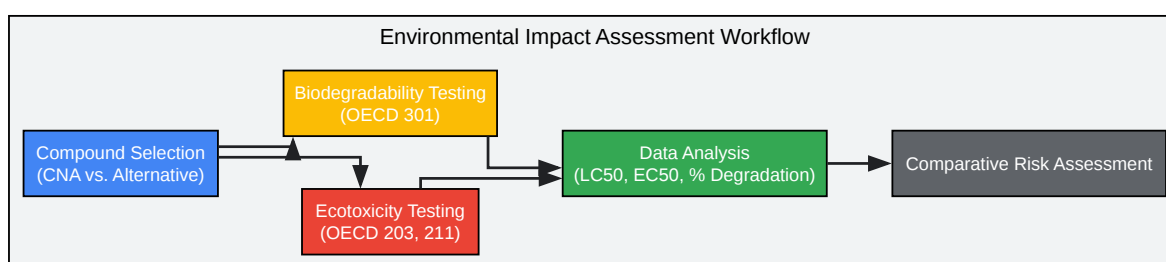 Environmental Impact Assessment Workflow
Compound Selection
(CNA vs. Alternative)
Biodegradability Testing
(OECD 301)
Ecotoxicity Testing
(OECD 203, 211)
Data Analysis
(LC50, EC50, % Degradation)
Comparative Risk Assessment